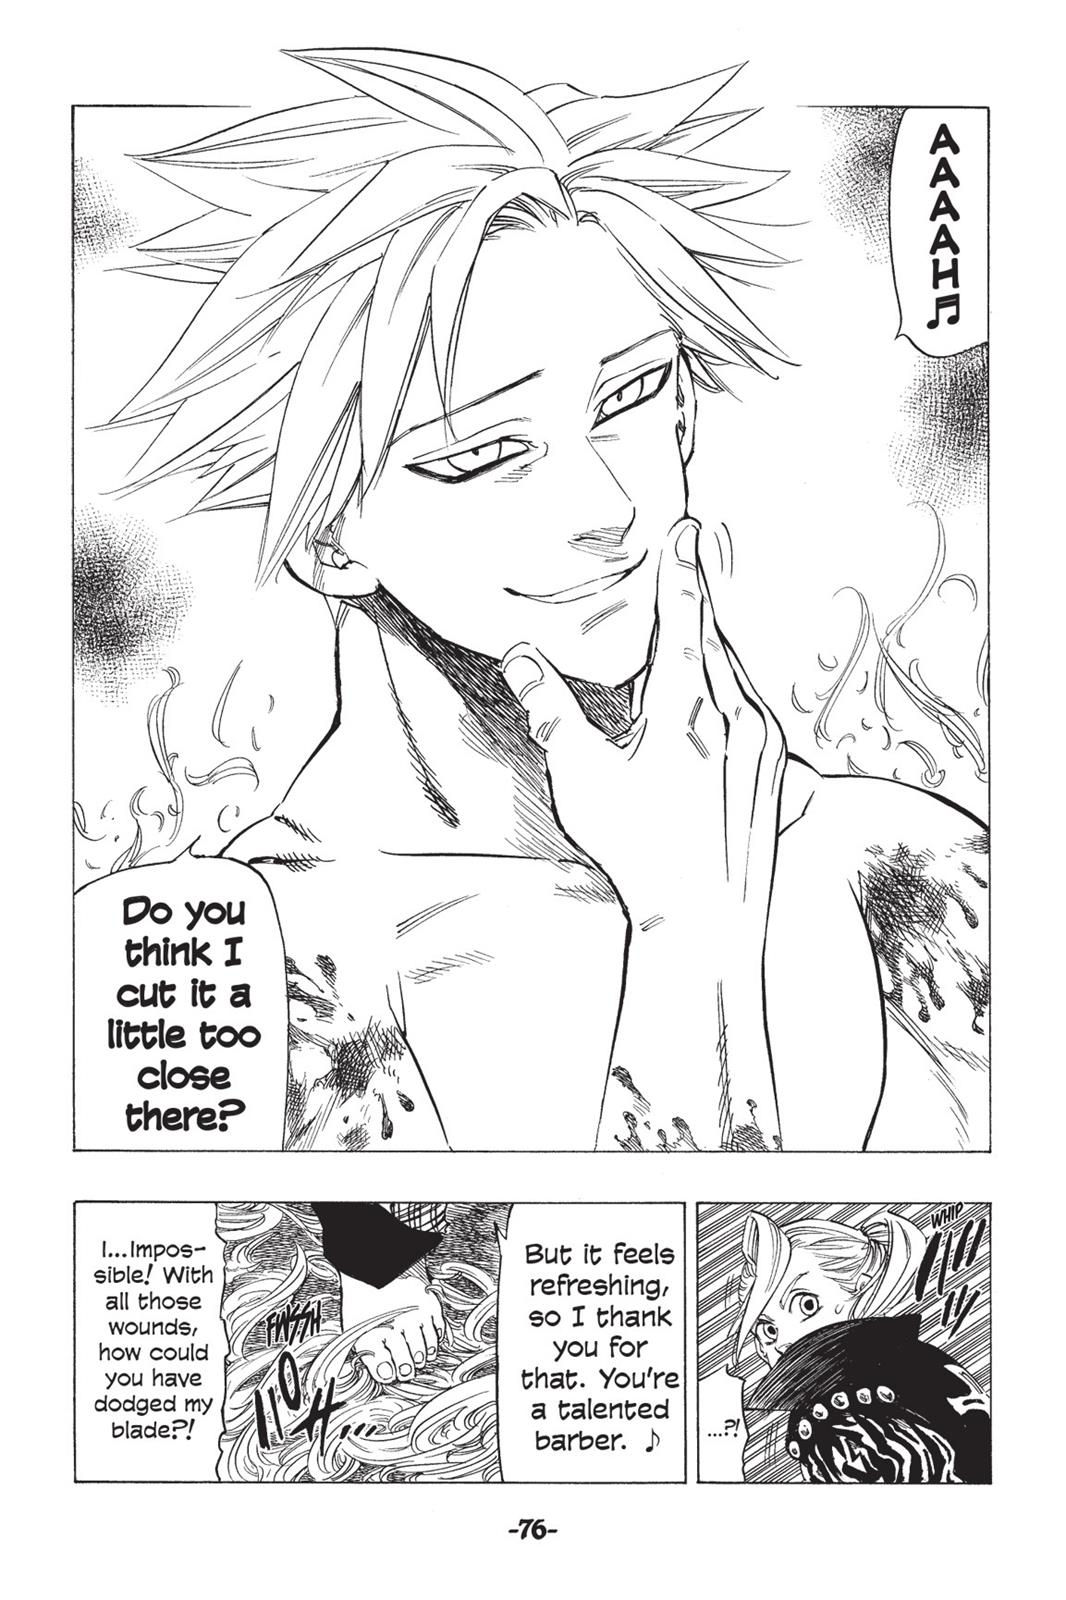 AAAAH♫
Do you
think I
cut it a
little too
close
there?
WHIP
...?!
But it feels
refreshing,
so I thank
you for
that. You're
a talented
barber. ♪
FWSSH
I...Impos-
sible! With
all those
wounds,
how could
you have
dodged my
blade?!
-76-